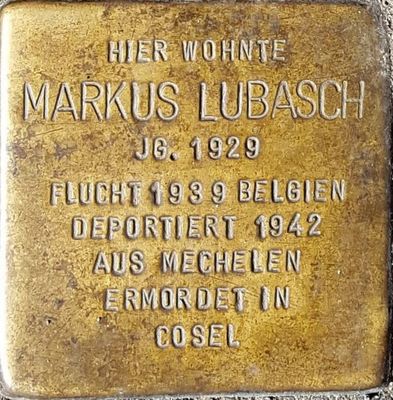 HIER WOHNTE
MARKUS LUBASCH
JG. 1929
FLUCHT 1939 BELGIEN
DEPORTIERT 1942
AUS MECHELEN
ERMORDET IN
COSEL